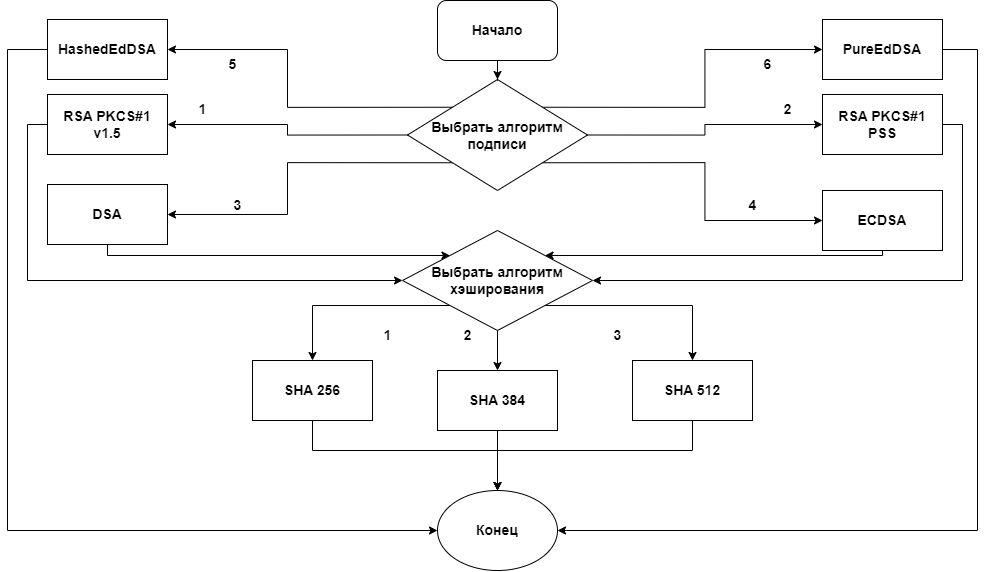 Начало
HashedEdDSA
5
6
PureEdDSA
RSA PKCS#1
v1.5
1
Выбрать алгоритм
подписи
2
RSA PKCS#1
PSS
DSA
3
4
ECDSA
Выбрать алгоритм
хэширования
1
2
3
SHA 256
SHA 384
SHA 512
Конец